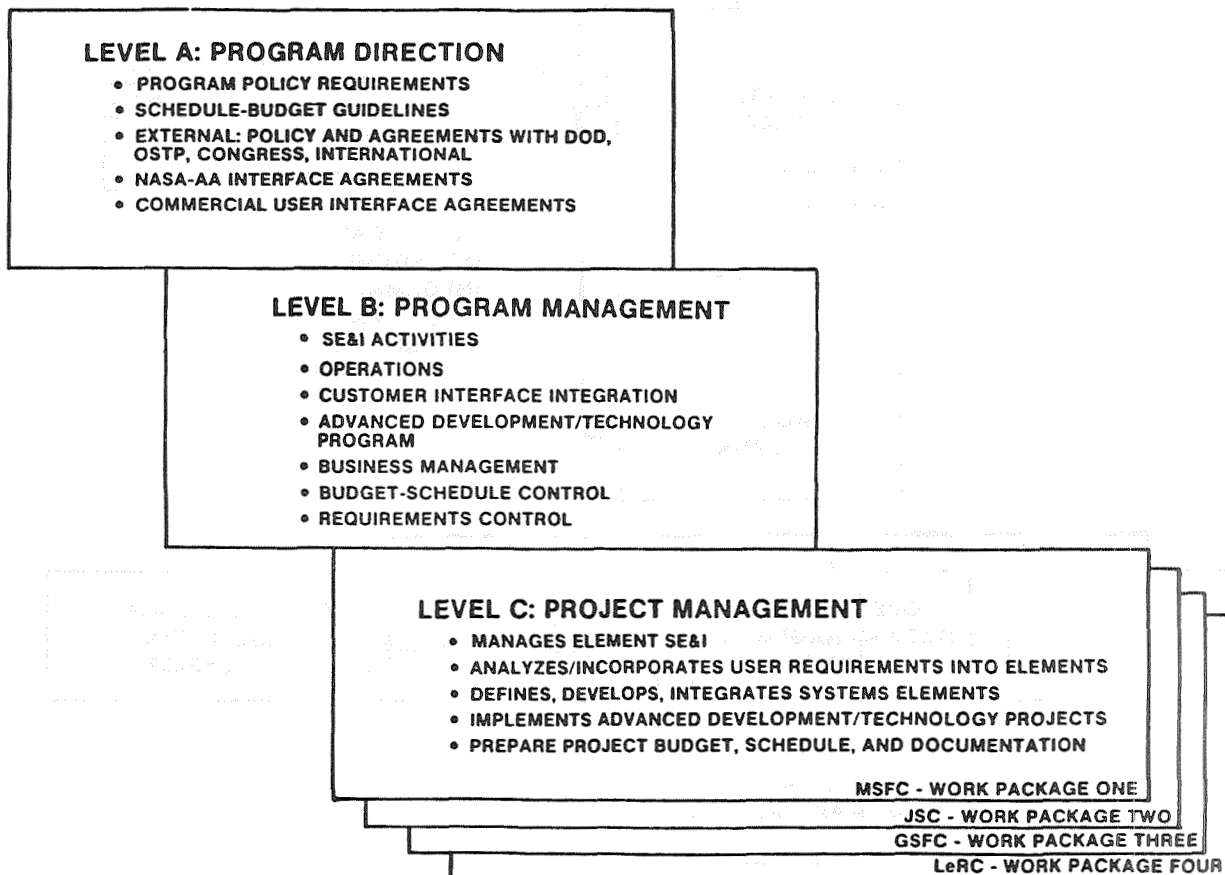 LEVEL A: PROGRAM DIRECTION
• PROGRAM POLICY REQUIREMENTS
• SCHEDULE-BUDGET GUIDELINES
• EXTERNAL: POLICY AND AGREEMENTS WITH DOD,
OSTP, CONGRESS, INTERNATIONAL
• NASA-AA INTERFACE AGREEMENTS
• COMMERCIAL USER INTERFACE AGREEMENTS
LEVEL B: PROGRAM MANAGEMENT
• SE&I ACTIVITIES
• OPERATIONS
• CUSTOMER INTERFACE INTEGRATION
• ADVANCED DEVELOPMENT/TECHNOLOGY
PROGRAM
• BUSINESS MANAGEMENT
• BUDGET-SCHEDULE CONTROL
• REQUIREMENTS CONTROL
LEVEL C: PROJECT MANAGEMENT
• MANAGES ELEMENT SE&I
• ANALYZES/INCORPORATES USER REQUIREMENTS INTO ELEMENTS
• DEFINES, DEVELOPS, INTEGRATES SYSTEMS ELEMENTS
• IMPLEMENTS ADVANCED DEVELOPMENT/TECHNOLOGY PROJECTS
• PREPARE PROJECT BUDGET, SCHEDULE, AND DOCUMENTATION
MSFC - WORK PACKAGE ONE
JSC - WORK PACKAGE TWO
GSFC - WORK PACKAGE THREE
LeRC - WORK PACKAGE FOUR